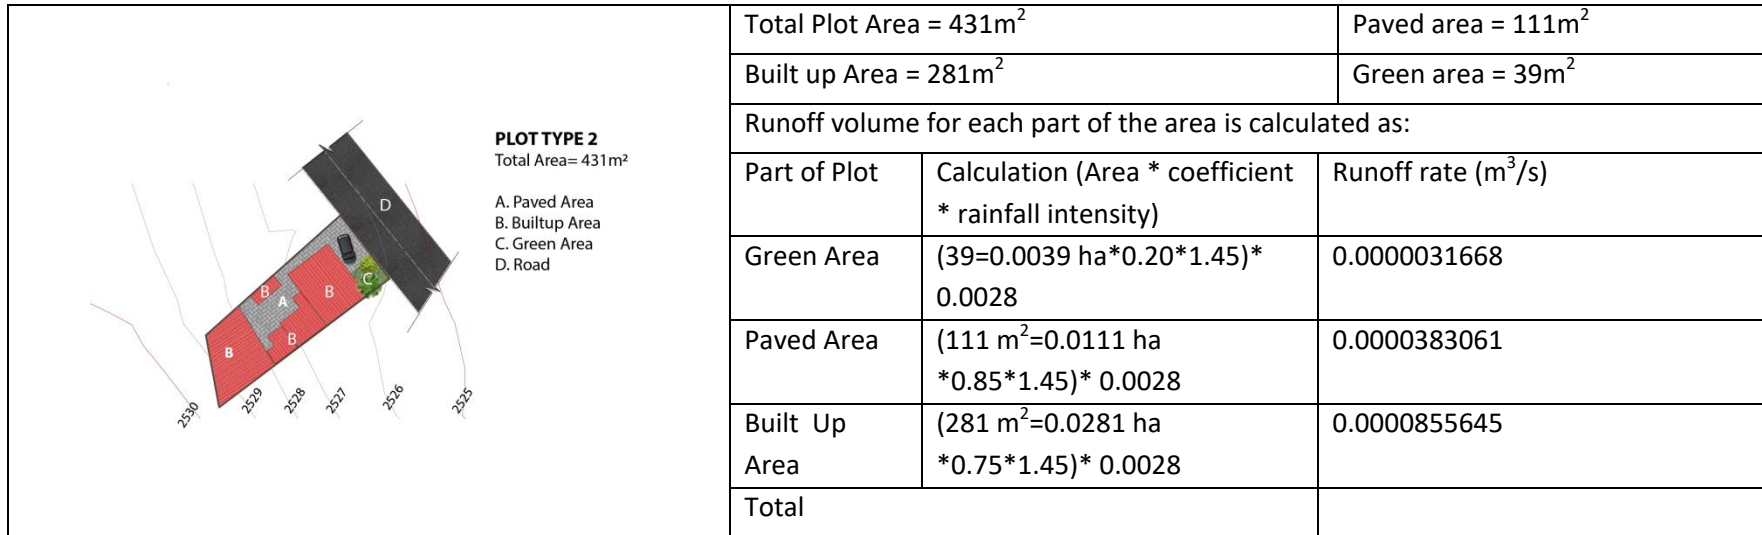 PLOT TYPE 2
Total Area= 431m²
A. Paved Area
B. Builtup Area
C. Green Area
D. Road
D
C
B
A
B
B
B
2530
2529
2528
2527
2526
2525
Total Plot Area = 431m²
Paved area = 111m²
Built up Area = 281m²
Green area = 39m²
Runoff volume for each part of the area is calculated as:
Part of Plot
Calculation (Area * coefficient
* rainfall intensity)
Runoff rate (m³/s)
Green Area
(39=0.0039 ha*0.20*1.45)*
0.0028
0.0000031668
Paved Area
(111 m²=0.0111 ha
*0.85*1.45)* 0.0028
0.0000383061
Built Up
Area
(281 m²=0.0281 ha
*0.75*1.45)* 0.0028
0.0000855645
Total